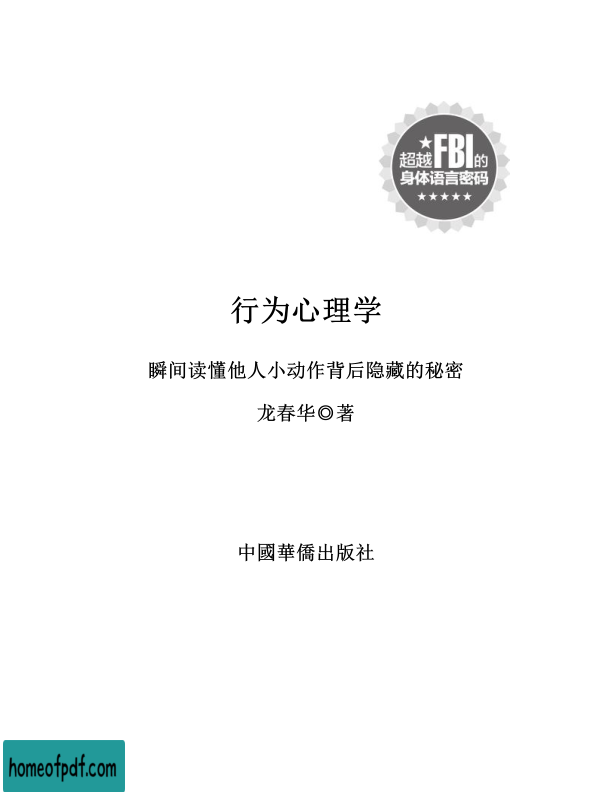 ★FBI的
超越
身体语言密码
★★★★★
行为心理学
瞬间读懂他人小动作背后隐藏的秘密
龙春华◎著
中國華僑出版社
homeofpdf.com